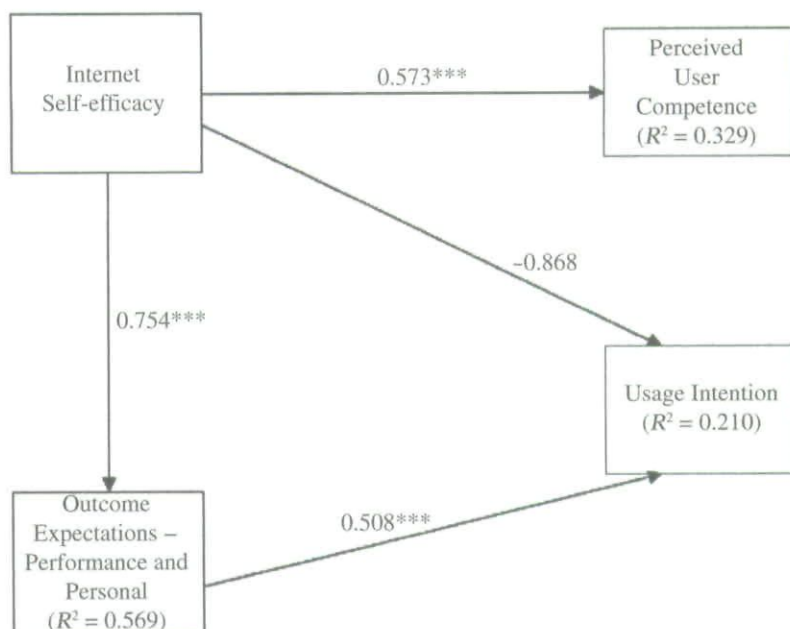 Internet
Self-efficacy
0.573***
Perceived
User
Competence
(R² = 0.329)
-0.868
0.754***
Usage Intention
(R² = 0.210)
Outcome
Expectations –
Performance and
Personal
(R² = 0.569)
0.508***